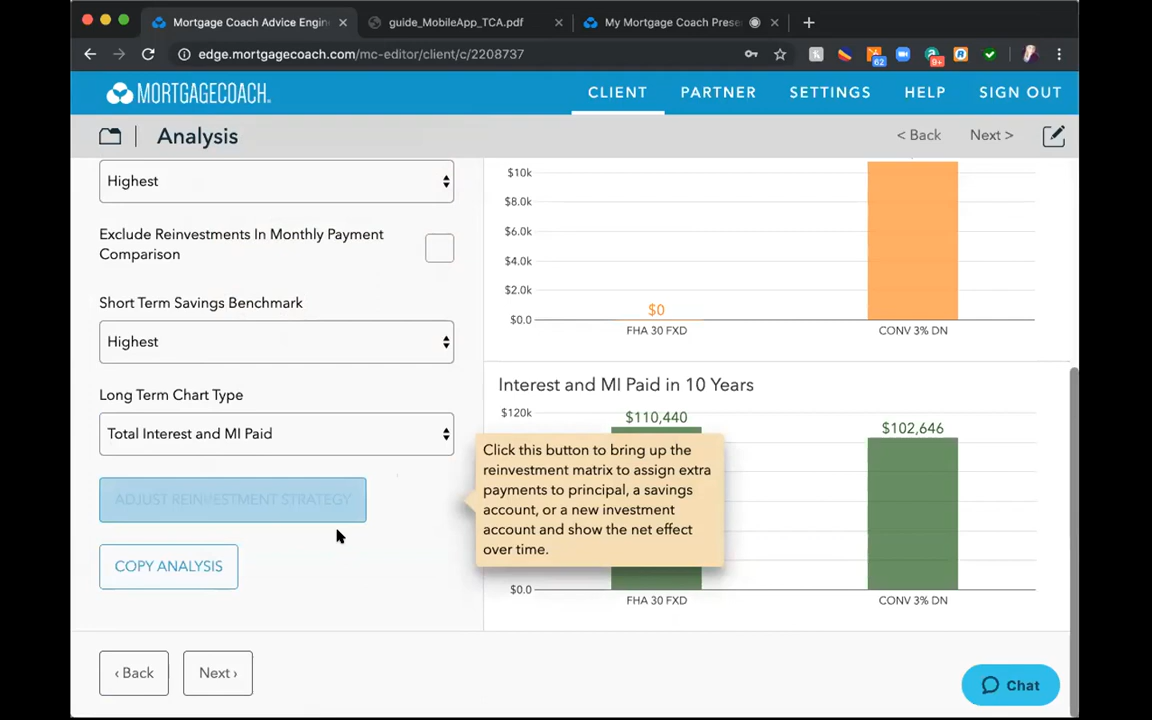 Mortgage Coach Advice Engin
guide_MobileApp_TCA.pdf
My Mortgage Coach Prese
edge.mortgagecoach.com/mc-editor/client/c/2208737
62
9+
MORTGAGECOACH.
CLIENT
PARTNER
SETTINGS
HELP
SIGN OUT
Analysis
< Back
Next >
Highest
Exclude Reinvestments In Monthly Payment
Comparison
Short Term Savings Benchmark
Highest
Long Term Chart Type
Total Interest and MI Paid
ADJUST REINVESTMENT STRATEGY
COPY ANALYSIS
‹ Back
Next ›
$10k
$8.0k
$6.0k
$4.0k
$2.0k
$0.0
$0
FHA 30 FXD
CONV 3% DN
Interest and MI Paid in 10 Years
$120k
$110,440
$102,646
Click this button to bring up the
reinvestment matrix to assign extra
payments to principal, a savings
account, or a new investment
account and show the net effect
over time.
$0.0
FHA 30 FXD
CONV 3% DN
Chat